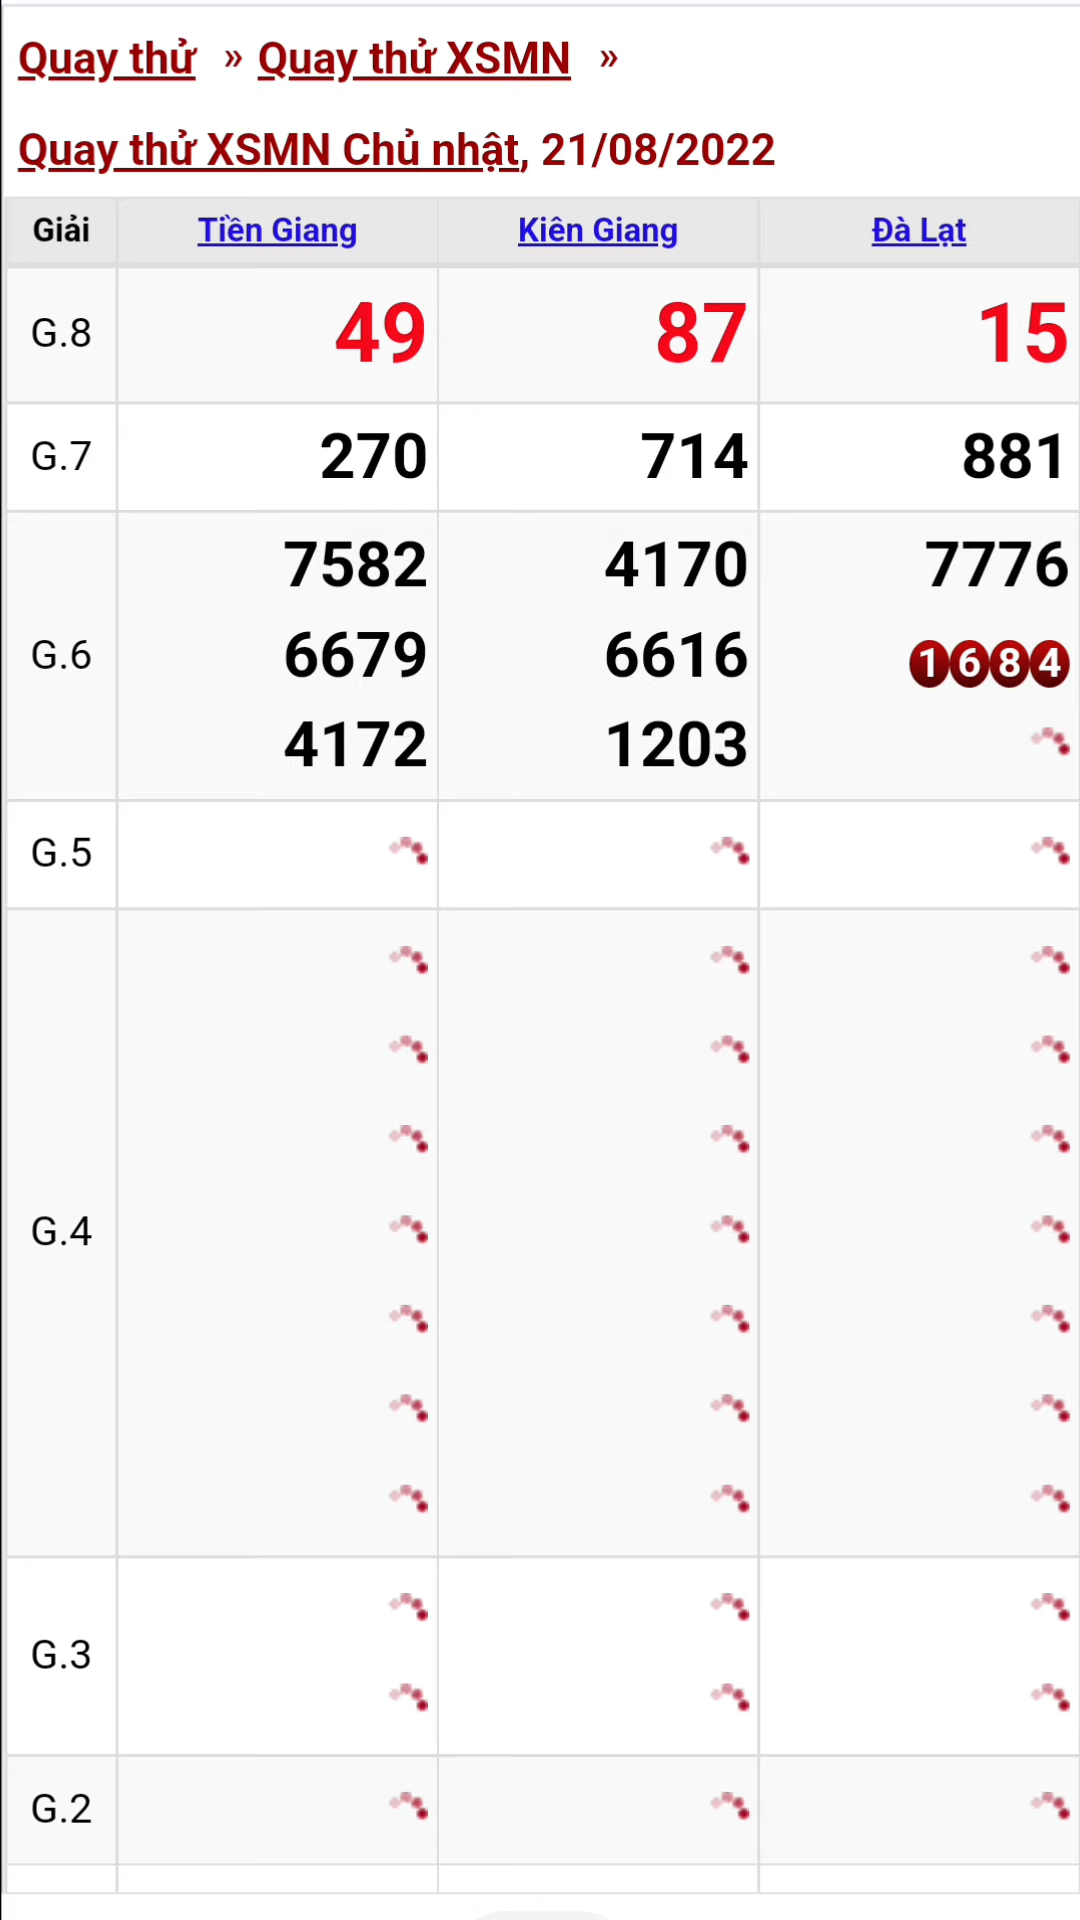 Quay thử » Quay thử XSMN »
Quay thử XSMN Chủ nhật, 21/08/2022
Giải Tiền Giang Kiên Giang Đà Lạt
G.8 49 87 15
G.7 270 714 881
7582 4170 7776
G.6 6679 6616 1684
4172 1203
G.5
G.4
G.3
G.2